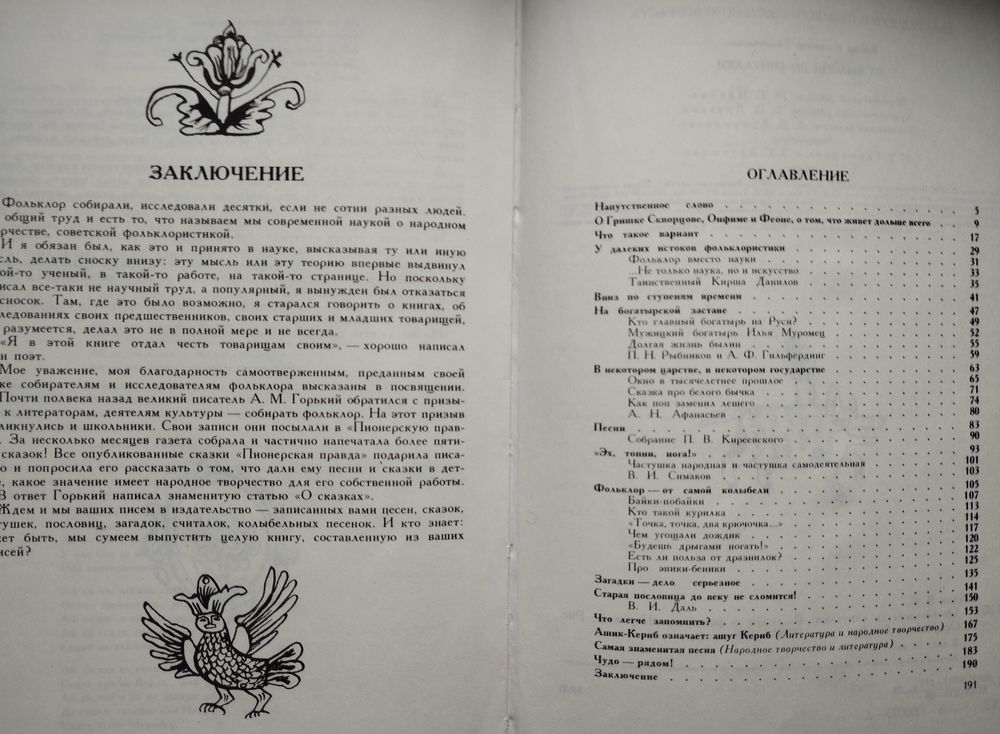 ЗАКЛЮЧЕНИЕ
Фольклор собирали, исследовали десятки, если не сотни разных людей.
общий труд и есть то, что называем мы современной наукой о народном
рчестве, советской фольклористикой.
И я обязан был, как это и принято в науке, высказывая ту или иную
сль, делать сноску внизу: эту мысль или эту теорию впервые выдвинул
ой-то ученый, в такой-то работе, на такой-то странице. Но поскольку
исал все-таки не научный труд, а популярный, я вынужден был отказаться
сносок. Там, где это было возможно, я старался говорить о книгах, об
ледованиях своих предшественников, своих старших и младших товарищей,
разумеется, делал это не в полной мере и не всегда.
«Я в этой книге отдал честь товарищам своим», — хорошо написал
н поэт.
Мое уважение, моя благодарность самоотверженным, преданным своей
ке собирателям и исследователям фольклора высказаны в посвящении.
Почти полвека назад великий писатель А. М. Горький обратился с призы-
к литераторам, деятелям культуры — собирать фольклор. На этот призыв
ликнулись и школьники. Свои записи они посылали в «Пионерскую прав-
. За несколько месяцев газета собрала и частично напечатала более пяти-
сказок! Все опубликованные сказки «Пионерская правда» подарила писа-
ю и попросила его рассказать о том, что дали ему песни и сказки в дет-
е, какое значение имеет народное творчество для его собственной работы.
В ответ Горький написал знаменитую статью «О сказках».
Ждем и мы ваших писем в издательство — записанных вами песен, сказок,
тушек, пословиц, загадок, считалок, колыбельных песенок. И кто знает:
жет быть, мы сумеем выпустить целую книгу, составленную из ваших
исей?
ОГЛАВЛЕНИЕ
Напутственное слово 5
О Гришке Скворцове, Онфиме и Феоне, о том, что живет дольше всего 9
Что такое вариант 17
У далеких истоков фольклористики 29
Фольклор вместо науки 31
...Не только наука, но и искусство 33
Таинственный Кирша Данилов 35
Вниз по ступеням времени 41
На богатырской заставе 47
Кто главный богатырь на Руси? 49
Мужицкий богатырь Илья Муромец 52
Долгая жизнь былин 55
П. Н. Рыбников и А. Ф. Гильфердинг 59
В некотором царстве, в некотором государстве 63
Окно в тысячелетнее прошлое 65
Сказка про белого бычка 71
Как поп заменил лешего 74
А. Н. Афанасьев 80
Песни 83
Собрание П. В. Киреевского 90
«Эх, топни, нога!» 93
Частушка народная и частушка самодеятельная 101
В. И. Симаков 103
Фольклор — от самой колыбели 105
Байки-побайки 107
Кто такой курилка 113
«Точка, точка, два крючочка...» 114
Чем угощали дождик 117
«Будешь дрыгами ногать!» 120
Есть ли польза от дразнилок? 122
Про эники-беники 125
Загадки — дело серьезное 135
Старая пословица до веку не сломится! 141
В. И. Даль 150
Что легче запомнить? 153
Ашик-Кериб означает: ашуг Кериб (Литература и народное творчество) 167
Самая знаменитая песня (Народное творчество и литература) 175
Чудо — рядом! 183
Заключение 190
191